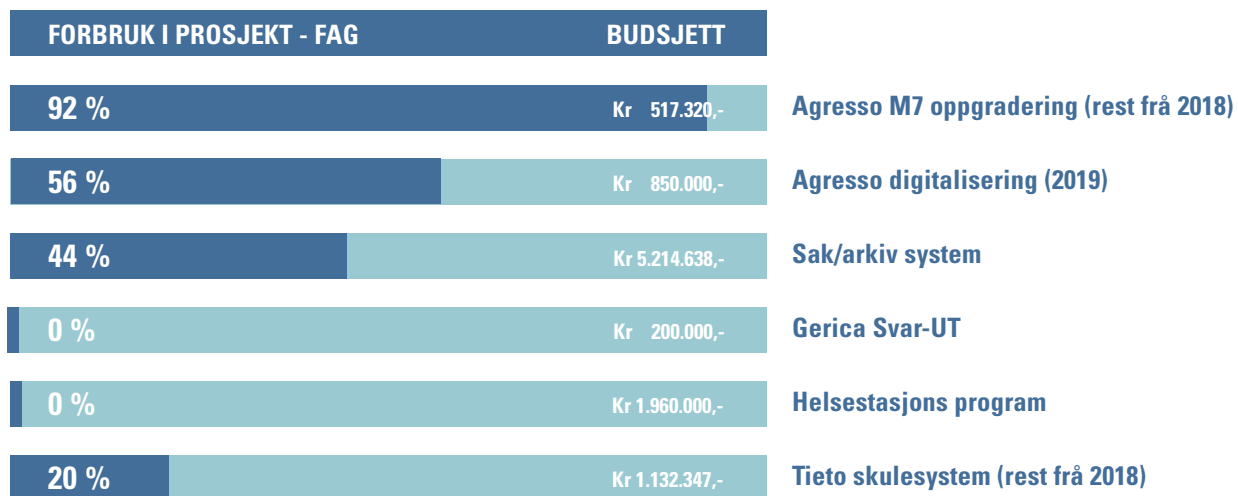 FORBRUK I PROSJEKT - FAG BUDSJETT
92 % Kr 517.320,- Agresso M7 oppgradering (rest frå 2018)
56 % Kr 850.000,- Agresso digitalisering (2019)
44 % Kr 5.214.638,- Sak/arkiv system
0 % Kr 200.000,- Gerica Svar-UT
0 % Kr 1.960.000,- Helsestasjons program
20 % Kr 1.132.347,- Tieto skulesystem (rest frå 2018)